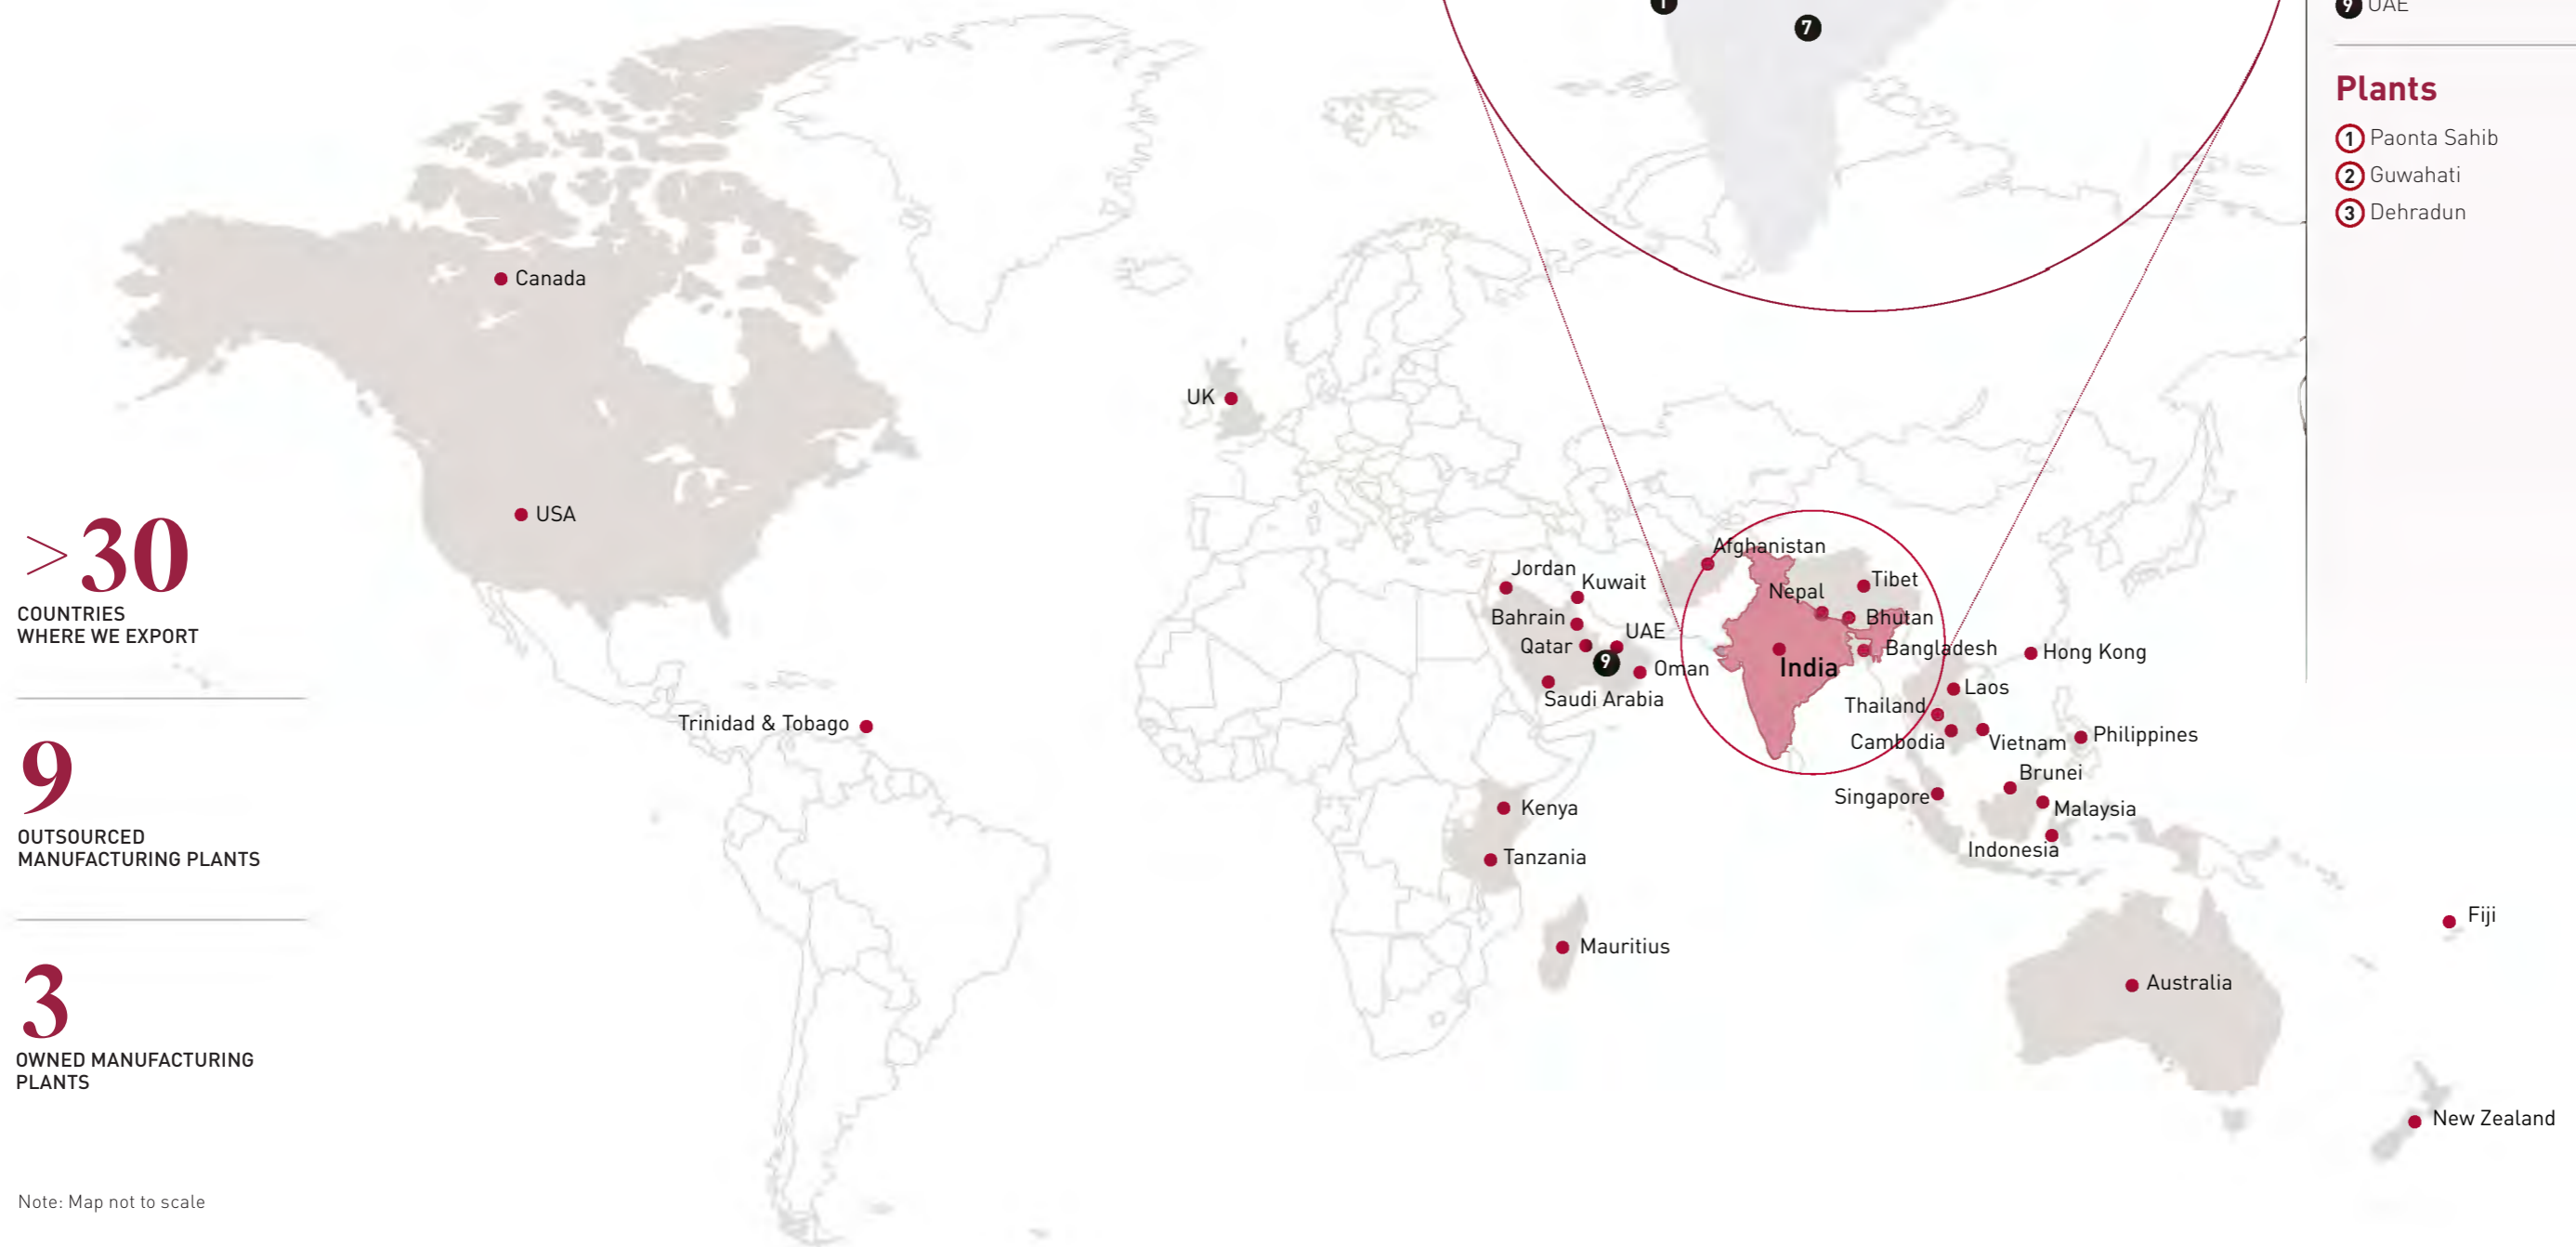 1
7
9 UAE
Plants
1 Paonta Sahib
2 Guwahati
3 Dehradun
Canada
USA
UK
>30
COUNTRIES
WHERE WE EXPORT
9
OUTSOURCED
MANUFACTURING PLANTS
3
OWNED MANUFACTURING
PLANTS
Trinidad & Tobago
Afghanistan
Jordan
Kuwait
Tibet
Nepal
Bahrain
Bhutan
UAE
Qatar
Bangladesh
9
Hong Kong
Oman
India
Saudi Arabia
Laos
Thailand
Cambodia
Vietnam
Philippines
Brunei
Singapore
Malaysia
Indonesia
Kenya
Tanzania
Mauritius
Fiji
Australia
New Zealand
Note: Map not to scale